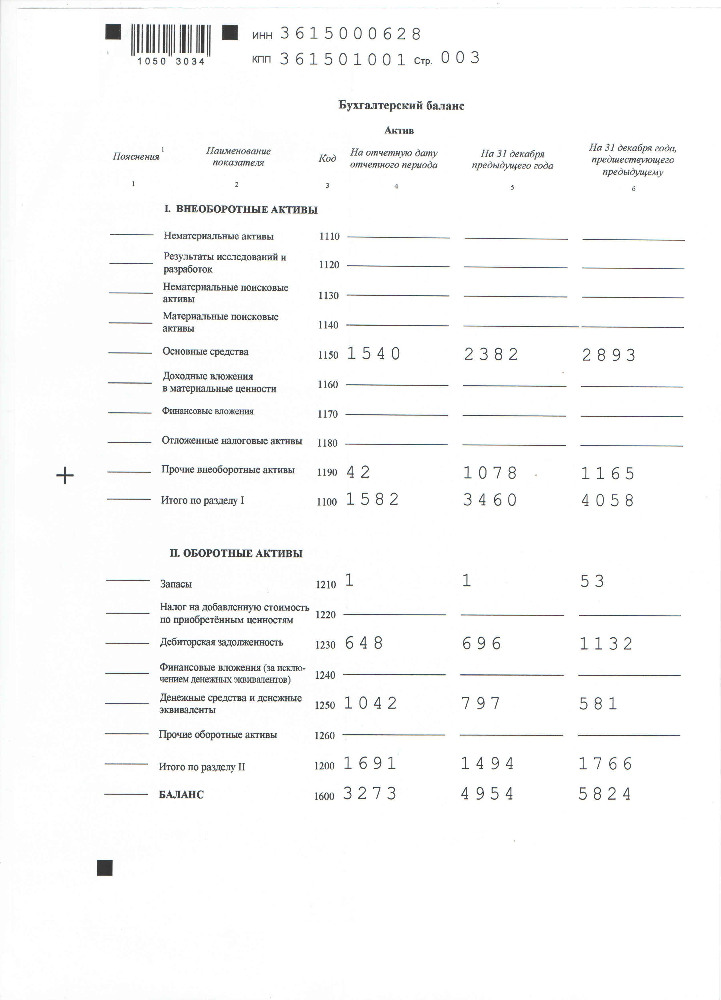 ИНН 3615000628
1050 3034
КПП 361501001 Стр. 003
Бухгалтерский баланс
Актив
Пояснения 1
Наименование показателя
Код
На отчетную дату отчетного периода
На 31 декабря предыдущего года
На 31 декабря года, предшествующего предыдущему
1 2 3 4 5 6
I. ВНЕОБОРОТНЫЕ АКТИВЫ
Нематериальные активы 1110
Результаты исследований и
разработок 1120
Нематериальные поисковые
активы 1130
Материальные поисковые
активы 1140
Основные средства 1150 1540 2382 2893
Доходные вложения
в материальные ценности 1160
Финансовые вложения 1170
Отложенные налоговые активы 1180
Прочие внеоборотные активы 1190 42 1078 1165
Итого по разделу I 1100 1582 3460 4058
II. ОБОРОТНЫЕ АКТИВЫ
Запасы 1210 1 1 53
Налог на добавленную стоимость
по приобретённым ценностям 1220
Дебиторская задолженность 1230 648 696 1132
Финансовые вложения (за исклю-
чением денежных эквивалентов) 1240
Денежные средства и денежные
эквиваленты 1250 1042 797 581
Прочие оборотные активы 1260
Итого по разделу II 1200 1691 1494 1766
БАЛАНС 1600 3273 4954 5824